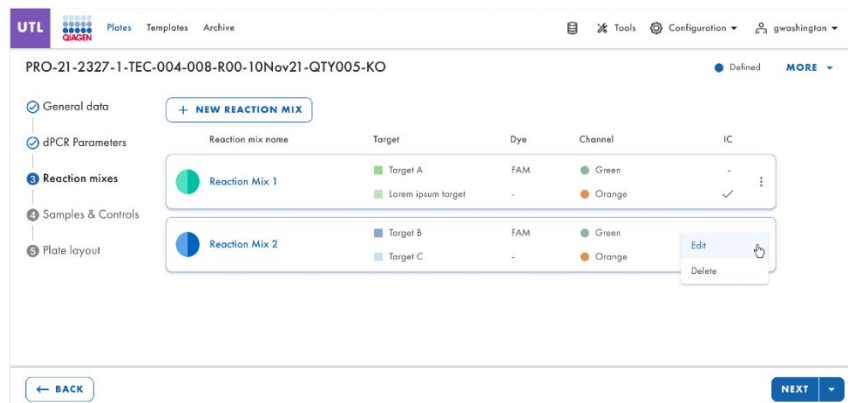 UTL QIAGEN Plates Templates Archive Tools Configuration gwashington
PRO-21-2327-1-TEC-004-008-R00-10Nov21-QTY005-KO Defined MORE
General data
+ NEW REACTION MIX
dPCR Parameters
Reaction mix name Target Dye Channel IC
3 Reaction mixes
Reaction Mix 1
Target A FAM Green -
Lorem ipsum target - Orange
4 Samples & Controls
5 Plate layout
Reaction Mix 2
Target B FAM Green
Target C - Orange
Edit
Delete
← BACK
NEXT